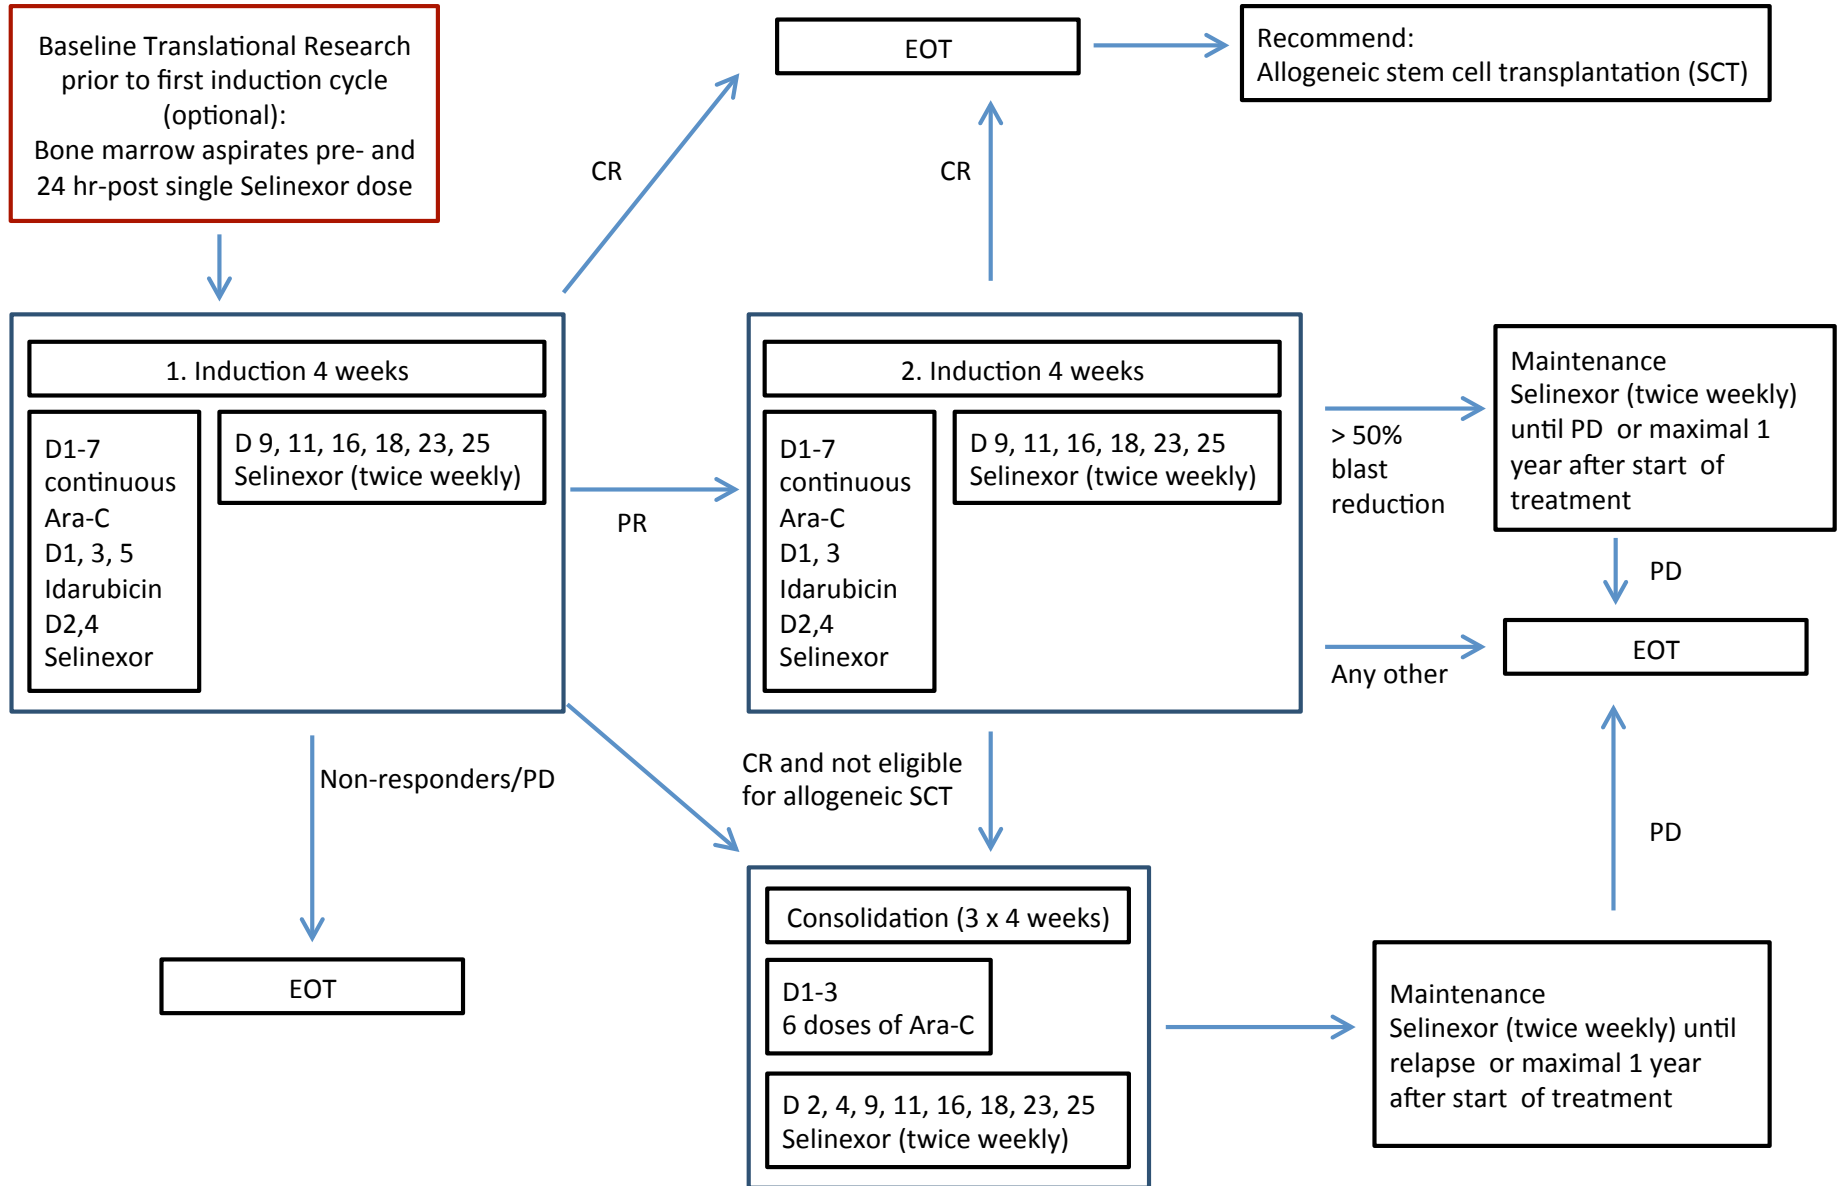 Baseline Translational Research
prior to first induction cycle
(optional):
Bone marrow aspirates pre- and
24 hr-post single Selinexor dose
EOT
Recommend:
Allogeneic stem cell transplantation (SCT)
CR
CR
1. Induction 4 weeks
D1-7
continuous
Ara-C
D1, 3, 5
Idarubicin
D2,4
Selinexor
D 9, 11, 16, 18, 23, 25
Selinexor (twice weekly)
PR
2. Induction 4 weeks
D1-7
continuous
Ara-C
D1, 3
Idarubicin
D2,4
Selinexor
D 9, 11, 16, 18, 23, 25
Selinexor (twice weekly)
> 50%
blast
reduction
Maintenance
Selinexor (twice weekly)
until PD or maximal 1
year after start of
treatment
PD
Any other
EOT
Non-responders/PD
CR and not eligible
for allogeneic SCT
PD
EOT
Consolidation (3 x 4 weeks)
D1-3
6 doses of Ara-C
D 2, 4, 9, 11, 16, 18, 23, 25
Selinexor (twice weekly)
Maintenance
Selinexor (twice weekly) until
relapse or maximal 1 year
after start of treatment